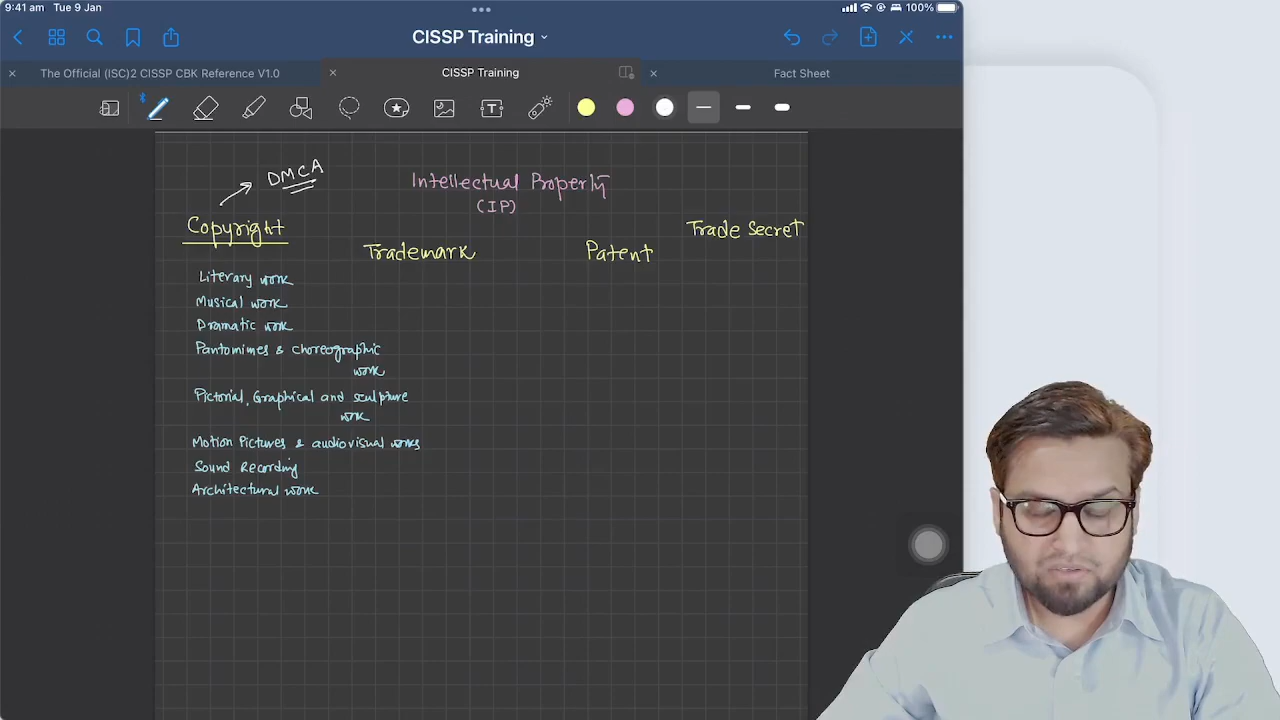 9:41 am Tue 9 Jan
100%
CISSP Training
The Official (ISC)2 CISSP CBK Reference V1.0
CISSP Training
Fact Sheet
DMCA
Intellectual Property
(IP)
Copyright
Trademark
Patent
Trade Secret
Literary work
Musical work
Dramatic work
Pantomimes & choreographic
work
Pictorial, Graphical and sculpture
work
Motion Pictures & audiovisual works
Sound Recording
Architectural work